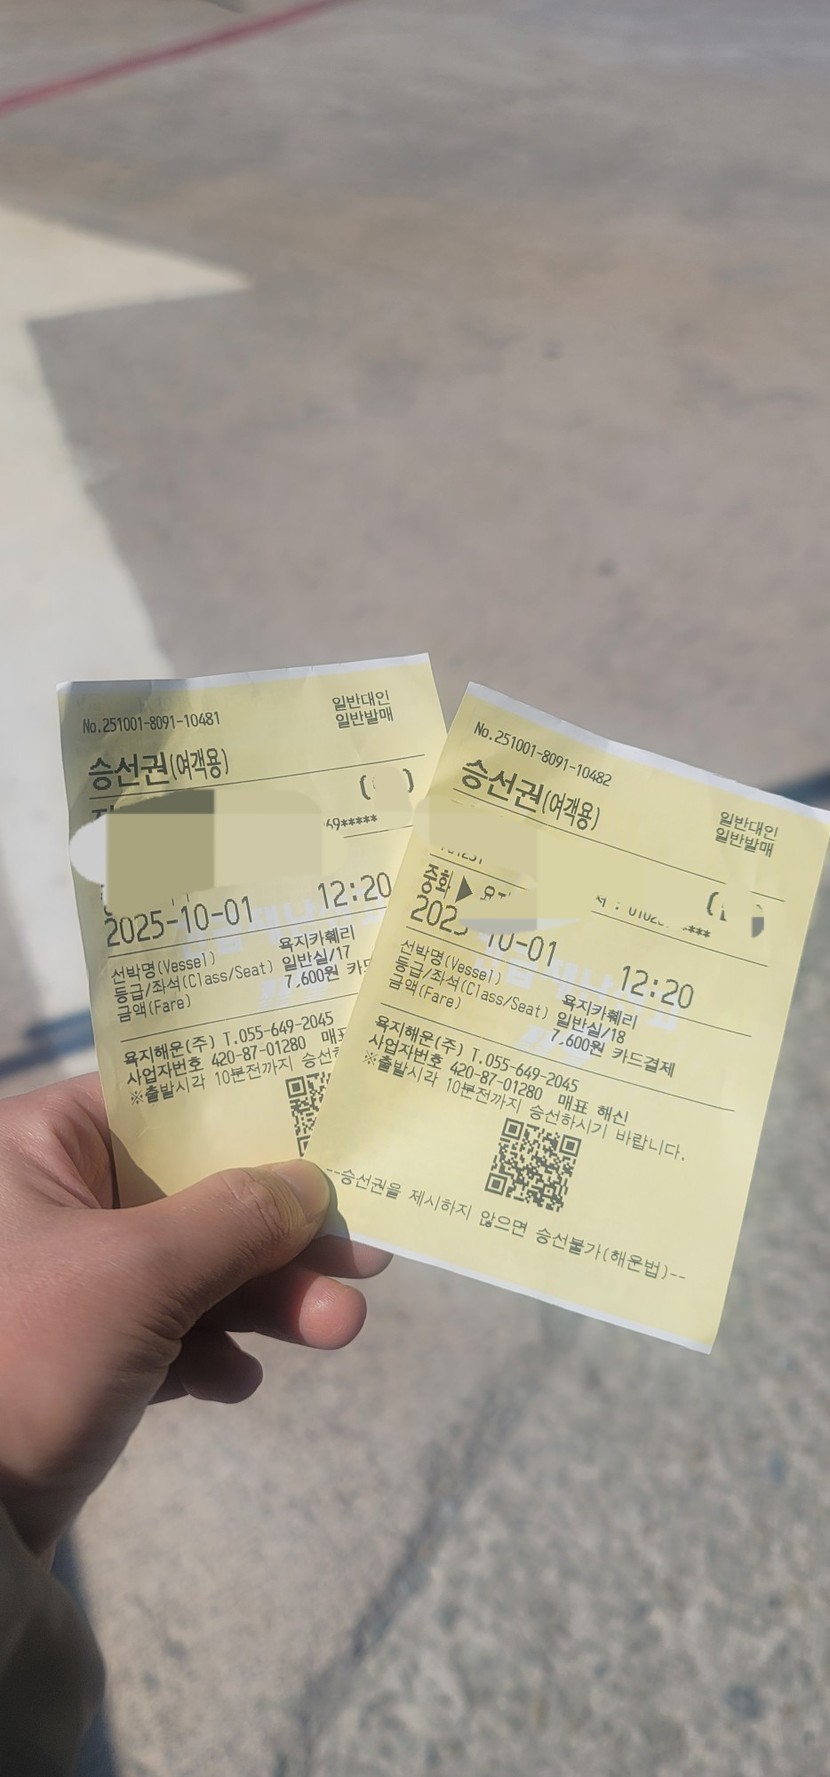 No.251001-8091-10481
일반대인
일반발매
승선권(여객용)
49*****
2025-10-01 12:20
선박명(Vessel) 욕지카훼리
등급/좌석(Class/Seat) 일반실/17
금액(Fare) 7,600원
욕지해운(주) T.055-649-2045
사업자번호 420-87-01280
※출발시각 10분전까지
No.251001-8091-10482
일반대인
일반발매
승선권(여객용)
중화 ▶
10-01 12:20
선박명(Vessel) 욕지카훼리
등급/좌석(Class/Seat) 일반실/18
금액(Fare) 7,600원 카드결제
욕지해운(주) T.055-649-2045
사업자번호 420-87-01280 매표 해신
※출발시각 10분전까지 승선하시기 바랍니다.
--승선권을 제시하지 않으면 승선불가(해운법)--